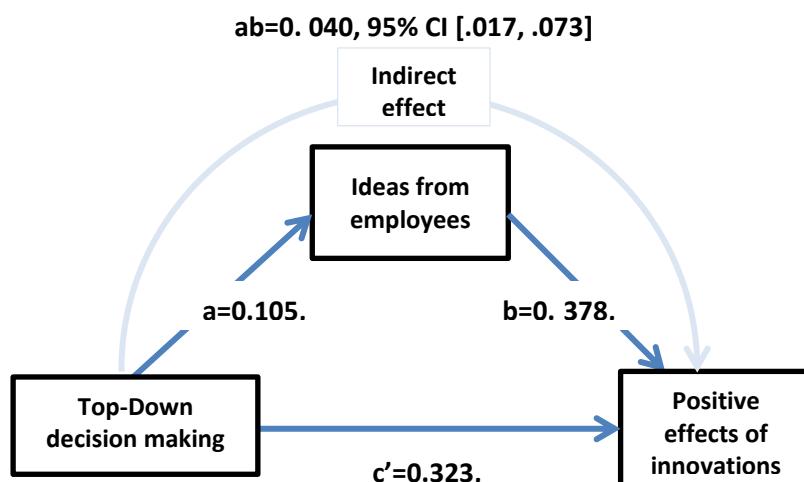 ab=0. 040, 95% CI [.017, .073]
Indirect
effect
Ideas from
employees
a=0.105.
b=0. 378.
Top-Down
decision making
Positive
effects of
innovations
c’=0.323.